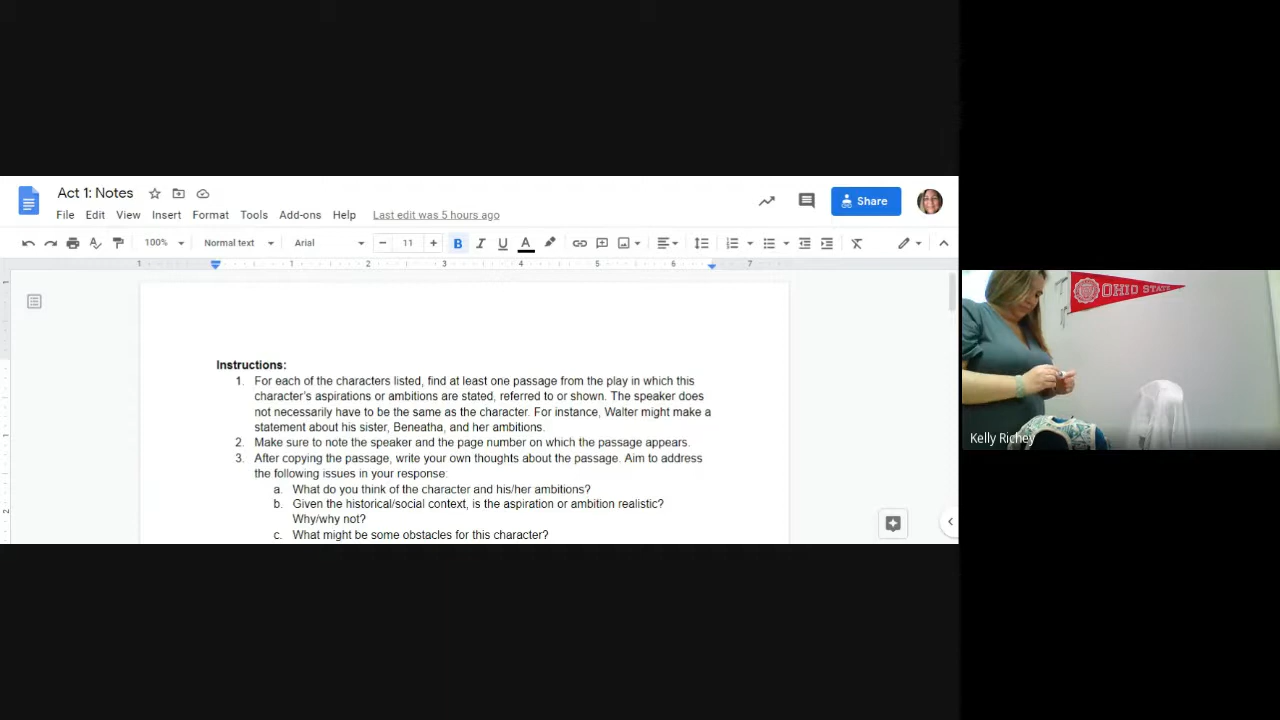 Act 1: Notes
Share
File Edit View Insert Format Tools Add-ons Help Last edit was 5 hours ago
100% Normal text Arial 11 B I U A
1 1 2 3 4 5 6 7
Instructions:
1. For each of the characters listed, find at least one passage from the play in which this
character's aspirations or ambitions are stated, referred to or shown. The speaker does
not necessarily have to be the same as the character. For instance, Walter might make a
statement about his sister, Beneatha, and her ambitions.
2. Make sure to note the speaker and the page number on which the passage appears.
3. After copying the passage, write your own thoughts about the passage. Aim to address
the following issues in your response:
a. What do you think of the character and his/her ambitions?
b. Given the historical/social context, is the aspiration or ambition realistic?
Why/why not?
c. What might be some obstacles for this character?
OHIO STATE
Kelly Richey